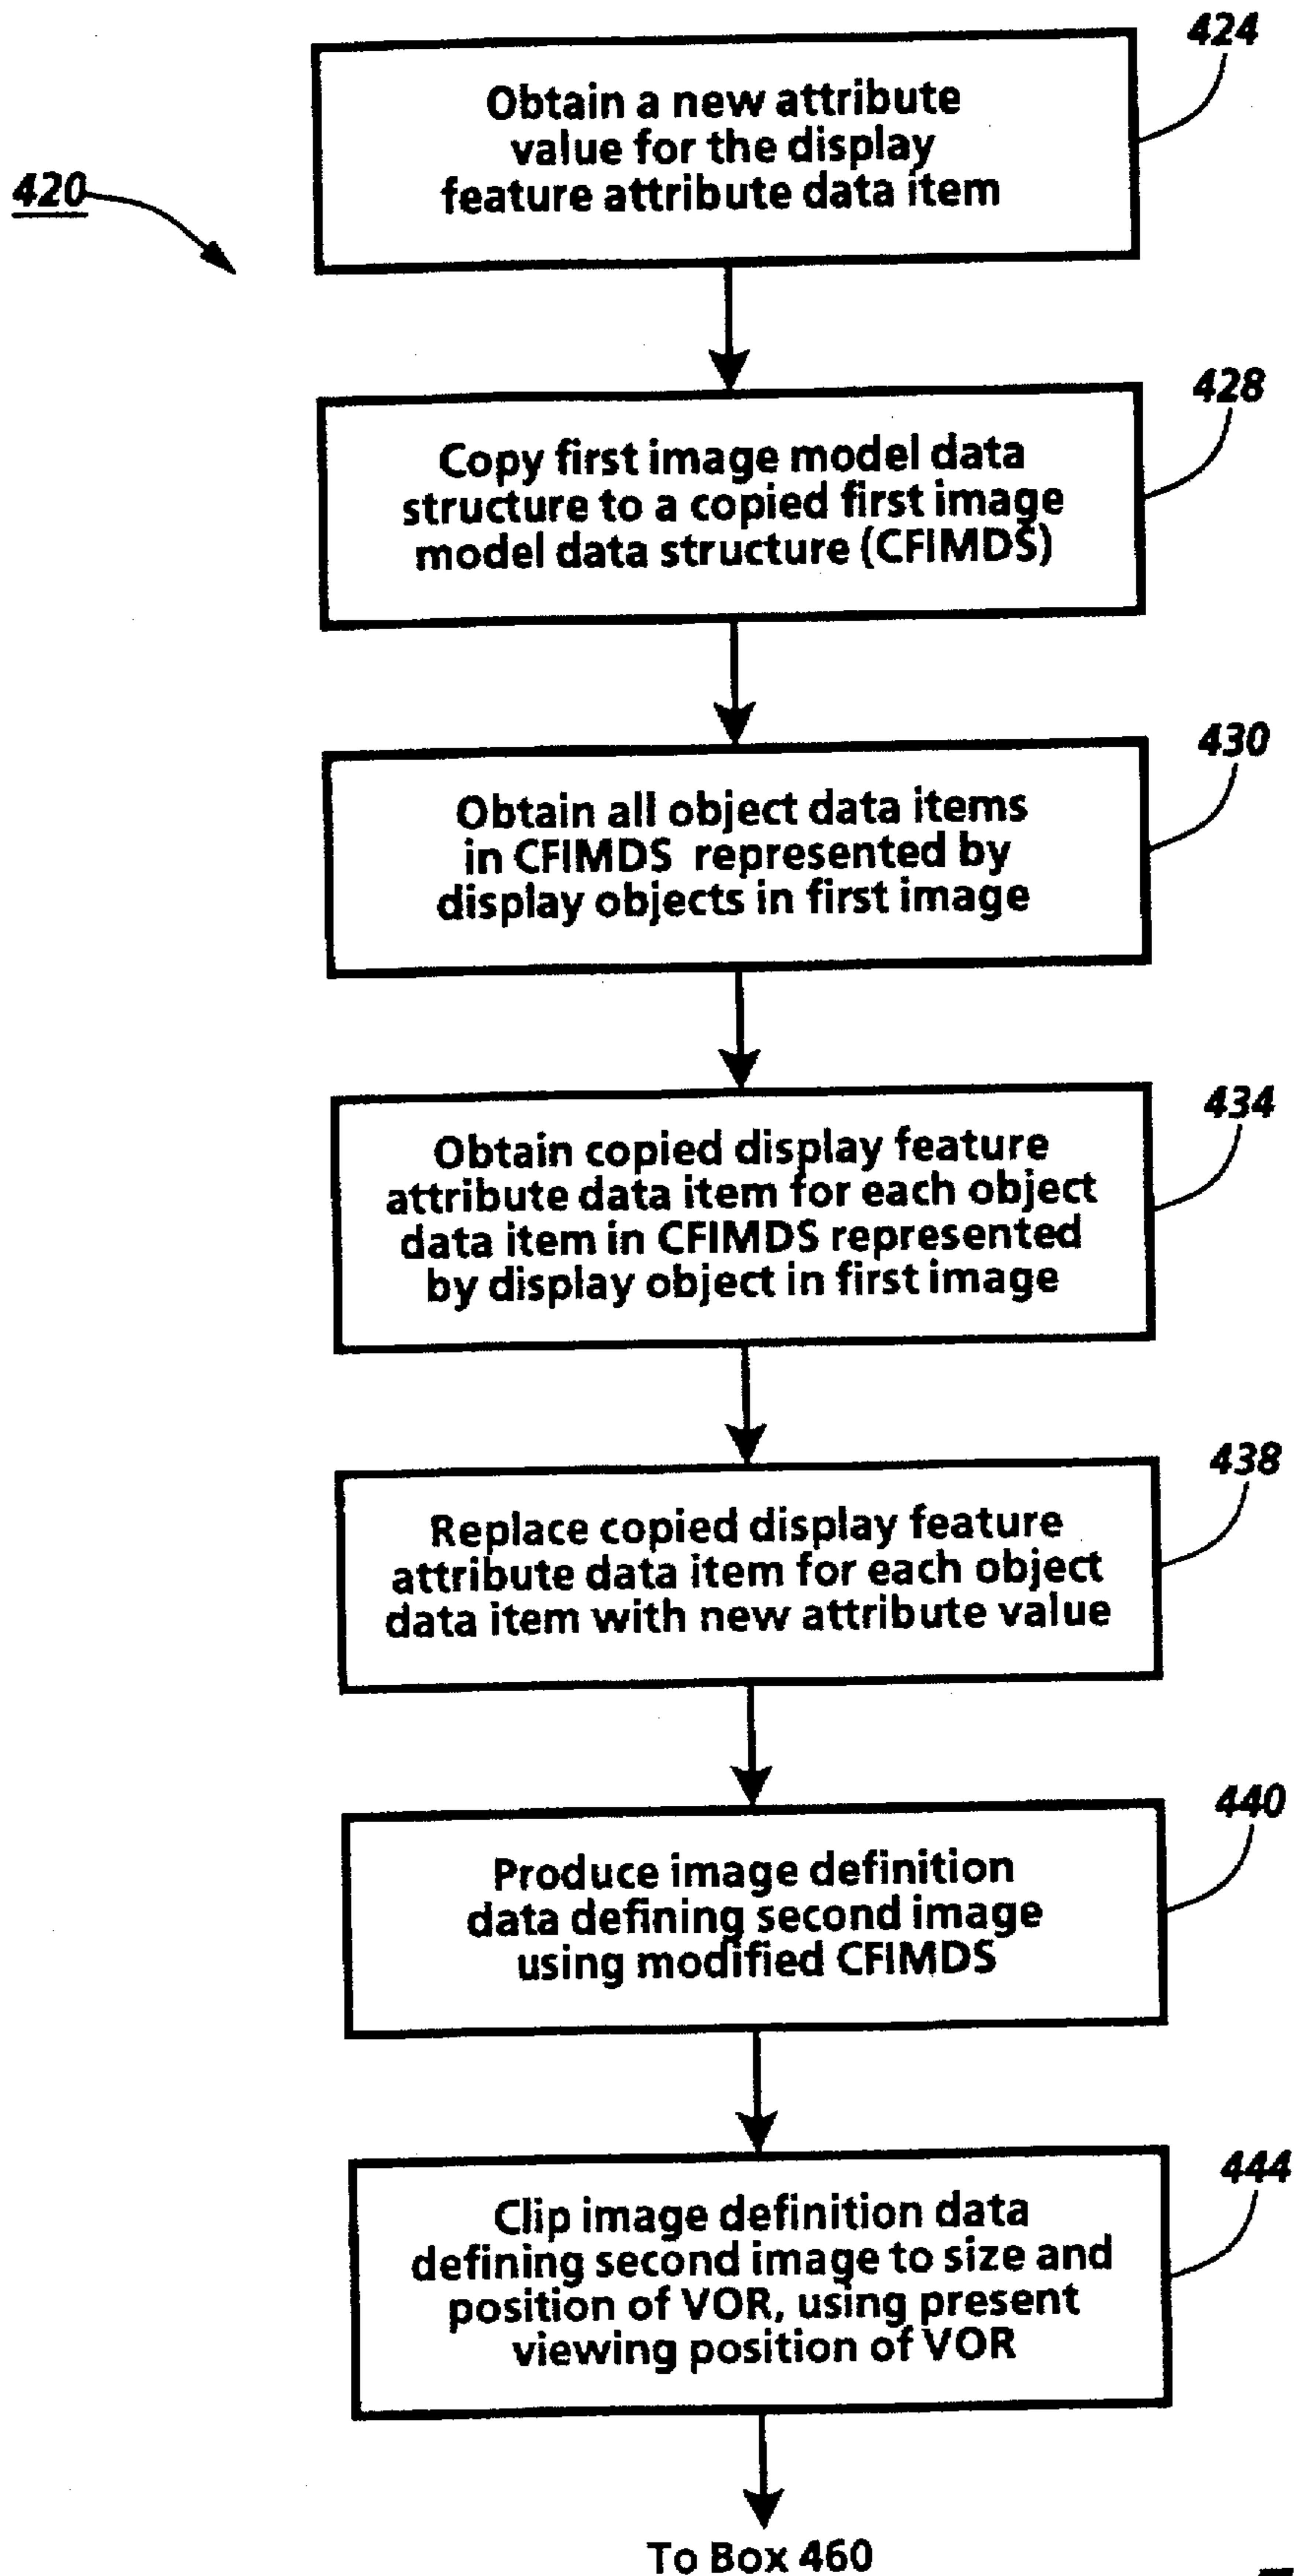 424
Obtain a new attribute
value for the display
feature attribute data item
420
428
Copy first image model data
structure to a copied first image
model data structure (CFIMDS)
430
Obtain all object data items
in CFIMDS represented by
display objects in first image
434
Obtain copied display feature
attribute data item for each object
data item in CFIMDS represented
by display object in first image
438
Replace copied display feature
attribute data item for each object
data item with new attribute value
440
Produce image definition
data defining second image
using modified CFIMDS
444
Clip image definition data
defining second image to size and
position of VOR, using present
viewing position of VOR
To Box 460